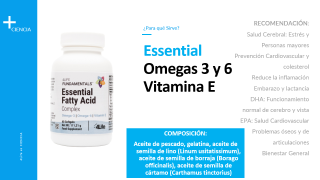 CIENCIA
¿Para qué Sirve?
Essential
Omegas 3 y 6
Vitamina E
FUNDAMENTALS
Essential
Fatty Acid
Complex
COMPOSICIÓN:
Aceite de pescado, gelatina, aceite de
semilla de lino (Linum usitatissimum),
aceite de semilla de borraja (Borago
officinalis), aceite de semilla de
cártamo (Carthamus tinctorius)
RECOMENDACIÓN:
Salud Cerebral: Estrés y
Personas mayores
Prevención Cardiovascular y
colesterol
Reduce la Inflamación
Embarazo y lactancia
DHA: Funcionamiento
normal de cerebro y vista
EPA: Salud Cardiovascular
Problemas óseos y de
articulaciones
Bienestar General